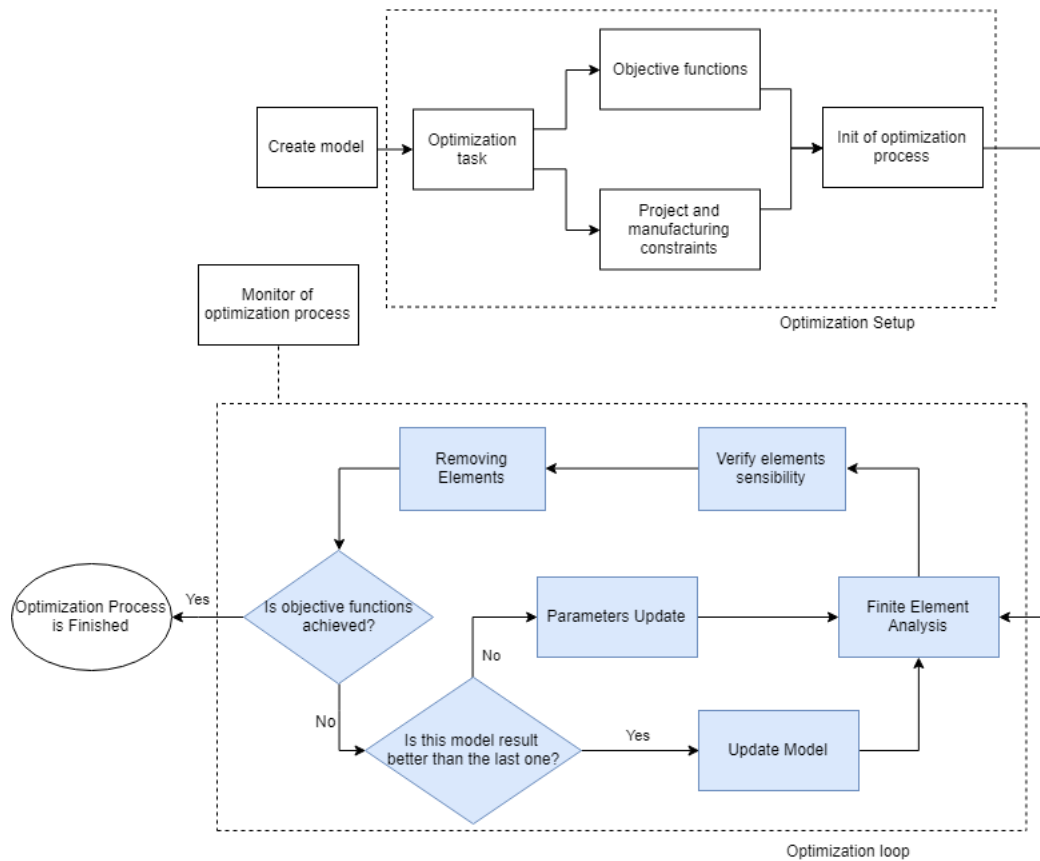 Objective functions
Create model
Optimization
task
Init of optimization
process
Project and
manufacturing
constraints
Monitor of
optimization process
Optimization Setup
Removing
Elements
Verify elements
sensibility
Optimization Process
is Finished
Yes
Is objective functions
achieved?
Parameters Update
Finite Element
Analysis
No
No
Is this model result
better than the last one?
Yes
Update Model
Optimization loop